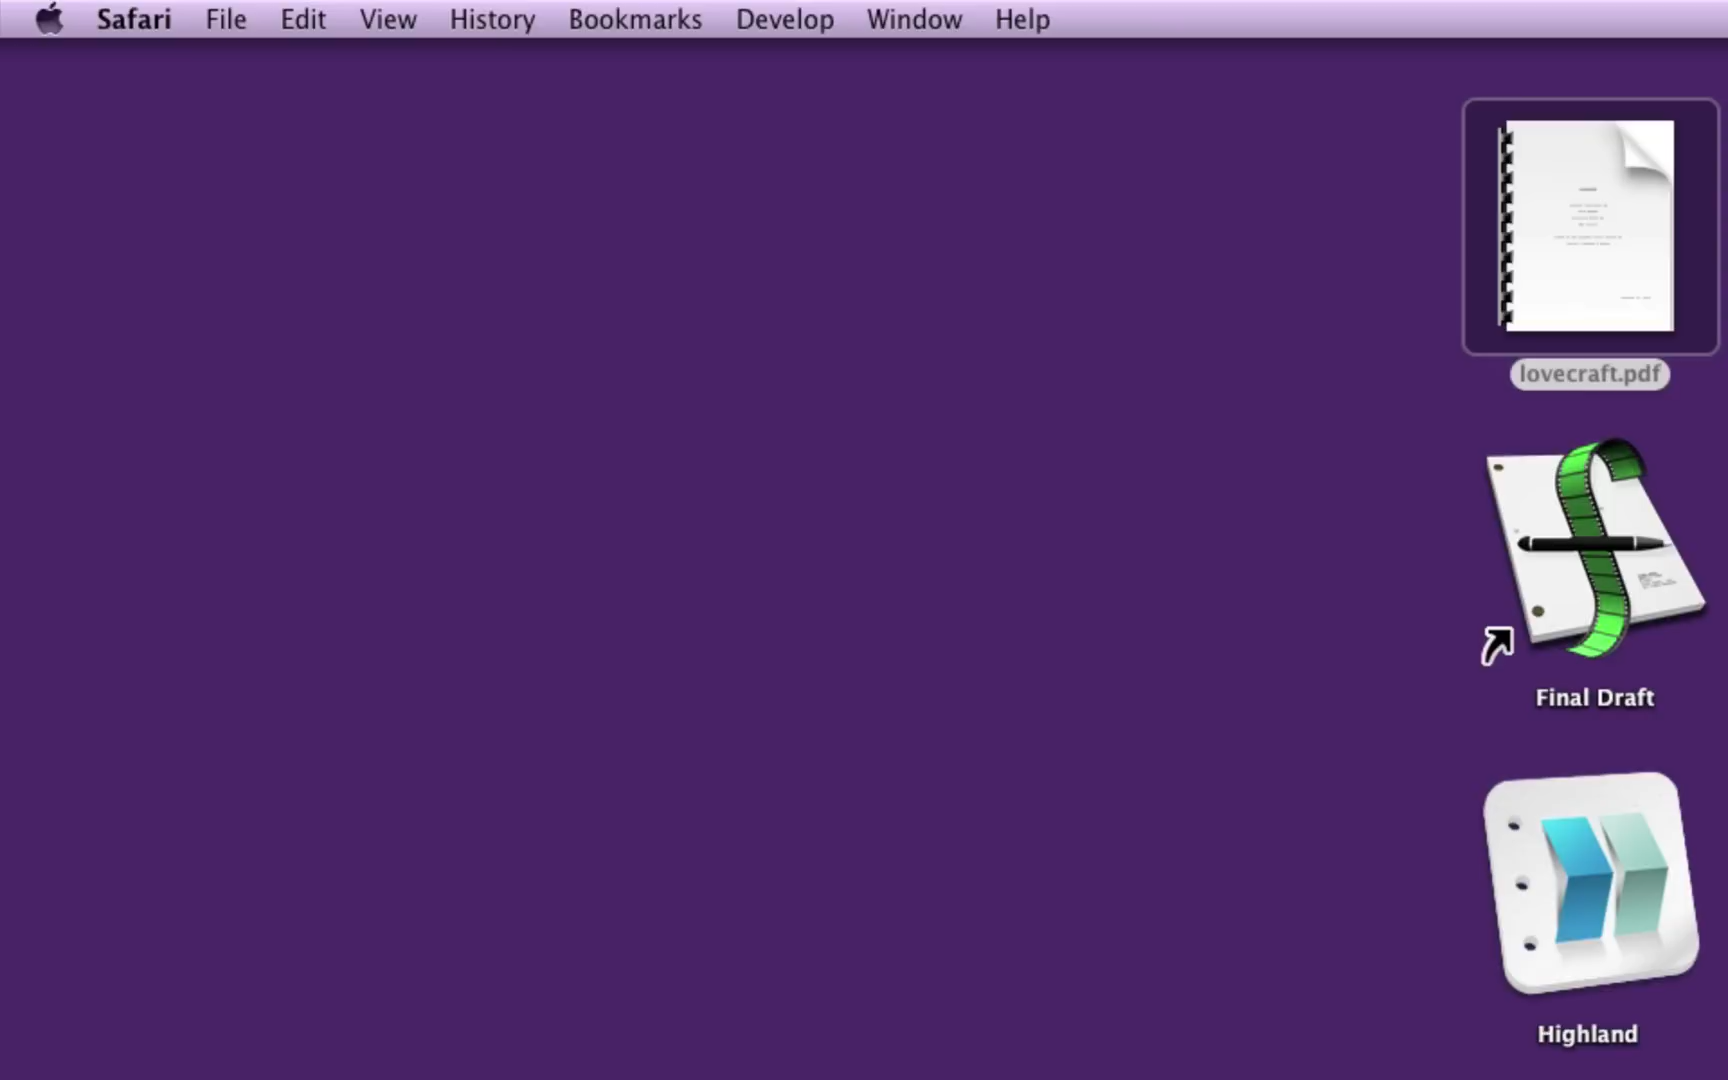 Safari File Edit View History Bookmarks Develop Window Help
lovecraft.pdf
Final Draft
Highland